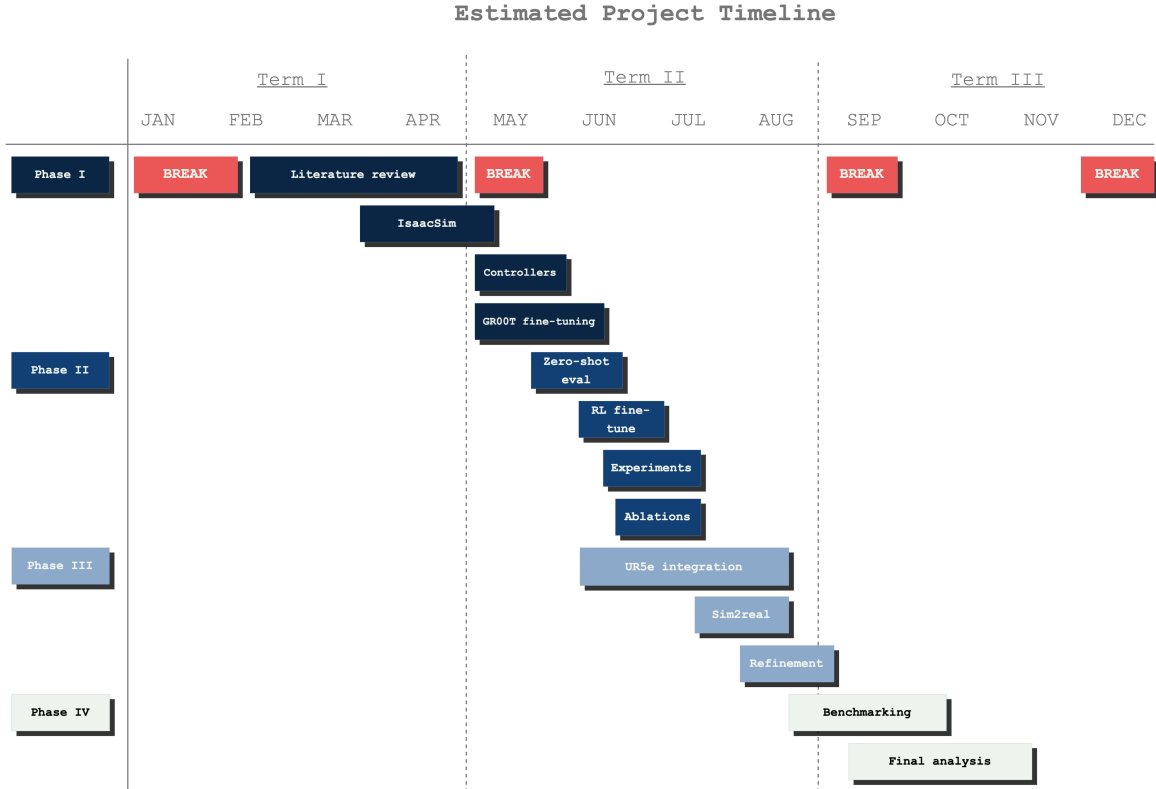 Estimated Project Timeline
Term I
Term II
Term III
JAN
FEB
MAR
APR
MAY
JUN
JUL
AUG
SEP
OCT
NOV
DEC
Phase I
BREAK
Literature review
BREAK
BREAK
BREAK
IsaacSim
Controllers
GR00T fine-tuning
Phase II
Zero-shot
eval
RL fine-
tune
Experiments
Ablations
Phase III
UR5e integration
Sim2real
Refinement
Phase IV
Benchmarking
Final analysis